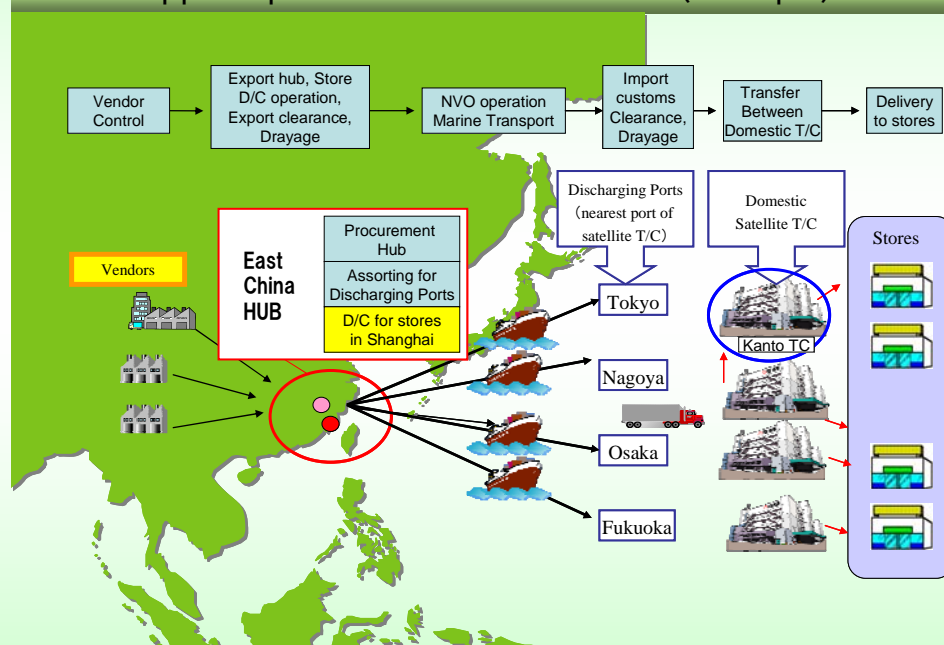 Vendor
Control
Export hub, Store
D/C operation,
Export clearance,
Drayage
NVO operation
Marine Transport
Import
customs
Clearance,
Drayage
Transfer
Between
Domestic T/C
Delivery
to stores
Discharging Ports
(nearest port of
satellite T/C)
Domestic
Satellite T/C
Stores
East
China
HUB
Procurement
Hub
Assorting for
Discharging Ports
D/C for stores
in Shanghai
Vendors
Tokyo
Kanto TC
Nagoya
Osaka
Fukuoka